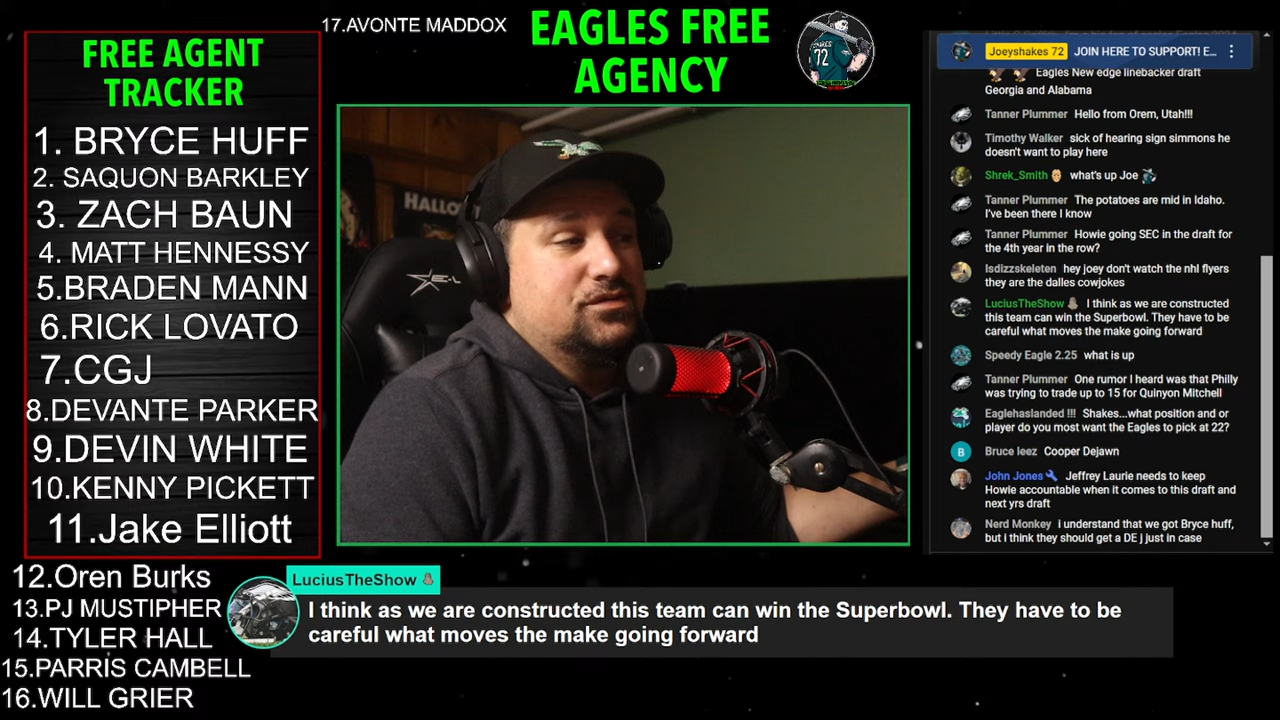 17.AVONTE MADDOX
EAGLES FREE
AGENCY
FREE AGENT
TRACKER
1. BRYCE HUFF
2. SAQUON BARKLEY
3. ZACH BAUN
4. MATT HENNESSY
5.BRADEN MANN
6.RICK LOVATO
7.CGJ
8.DEVANTE PARKER
9.DEVIN WHITE
10.KENNY PICKETT
11.Jake Elliott
12.Oren Burks
13.PJ MUSTIPHER
14.TYLER HALL
15.PARRIS CAMBELL
16.WILL GRIER
72
HALLO
Joeyshakes 72 JOIN HERE TO SUPPORT! E...
Eagles New edge linebacker draft
Georgia and Alabama
Tanner Plummer Hello from Orem, Utah!!!
Timothy Walker sick of hearing sign simmons he
doesn't want to play here
Shrek_Smith what's up Joe
Tanner Plummer The potatoes are mid in Idaho.
I've been there I know
Tanner Plummer Howie going SEC in the draft for
the 4th year in the row?
Isdizzskeleten hey joey don't watch the nhl flyers
they are the dalles cowjokes
LuciusTheShow I think as we are constructed
this team can win the Superbowl. They have to be
careful what moves the make going forward
Speedy Eagle 2.25 what is up
Tanner Plummer One rumor I heard was that Philly
was trying to trade up to 15 for Quinyon Mitchell
Eaglehaslanded !!! Shakes...what position and or
player do you most want the Eagles to pick at 22?
B Bruce leez Cooper Dejawn
John Jones Jeffrey Laurie needs to keep
Howie accountable when it comes to this draft and
next yrs draft
Nerd Monkey i understand that we got Bryce huff,
but i think they should get a DE j just in case
LuciusTheShow
I think as we are constructed this team can win the Superbowl. They have to be
careful what moves the make going forward